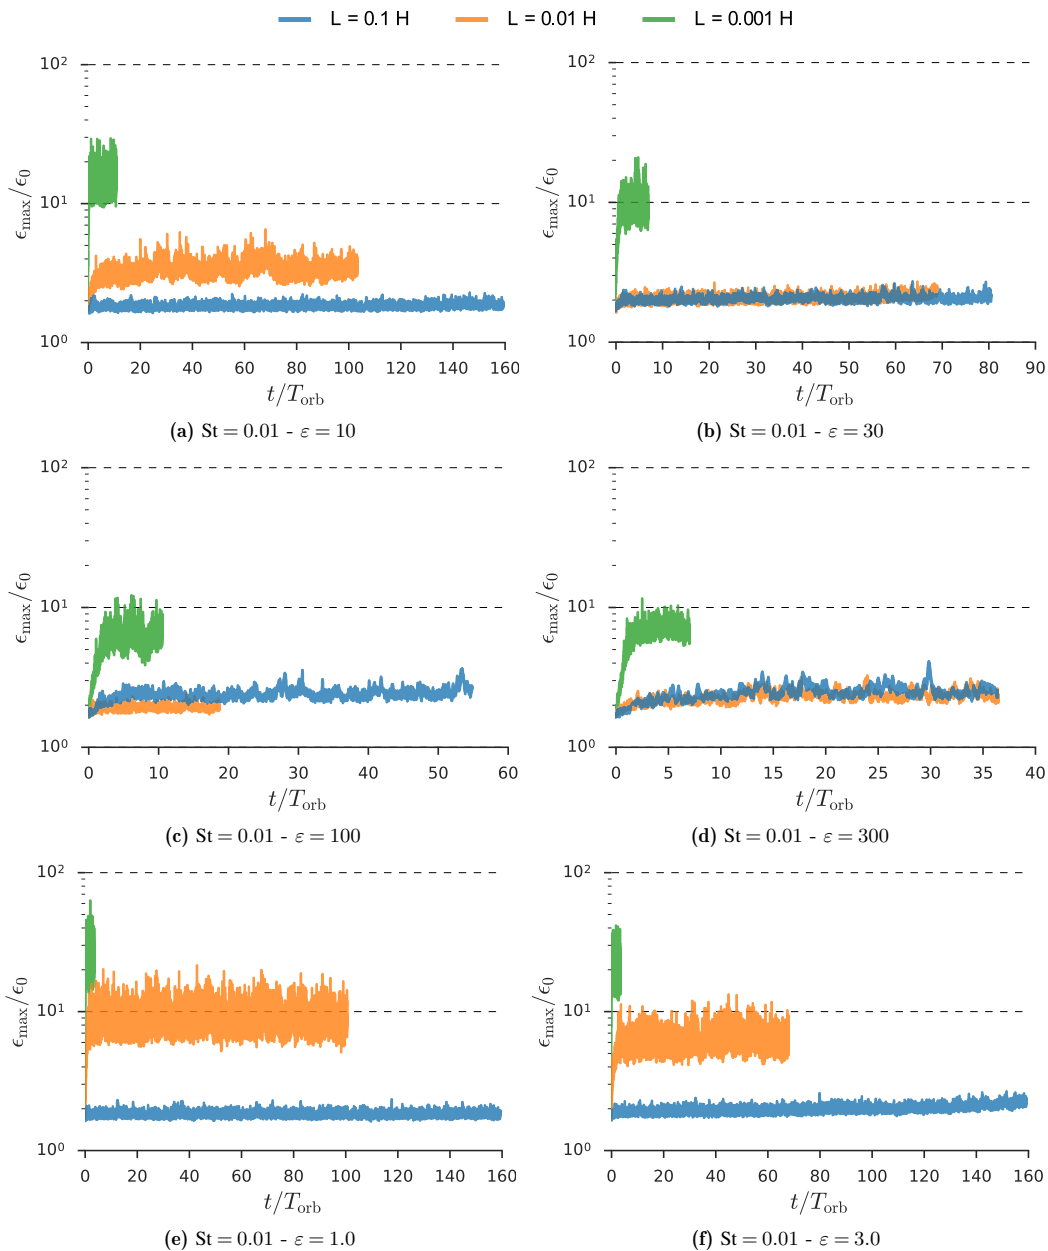 L = 0.1 H L = 0.01 H L = 0.001 H
10² 10¹ 10⁰
ϵmax/ϵ0
0 20 40 60 80 100 120 140 160
t/Torb
(a) St = 0.01 - ε = 10
10² 10¹ 10⁰
ϵmax/ϵ0
0 10 20 30 40 50 60 70 80 90
t/Torb
(b) St = 0.01 - ε = 30
10² 10¹ 10⁰
ϵmax/ϵ0
0 10 20 30 40 50 60
t/Torb
(c) St = 0.01 - ε = 100
10² 10¹ 10⁰
ϵmax/ϵ0
0 5 10 15 20 25 30 35 40
t/Torb
(d) St = 0.01 - ε = 300
10² 10¹ 10⁰
ϵmax/ϵ0
0 20 40 60 80 100 120 140 160
t/Torb
(e) St = 0.01 - ε = 1.0
10² 10¹ 10⁰
ϵmax/ϵ0
0 20 40 60 80 100 120 140 160
t/Torb
(f) St = 0.01 - ε = 3.0